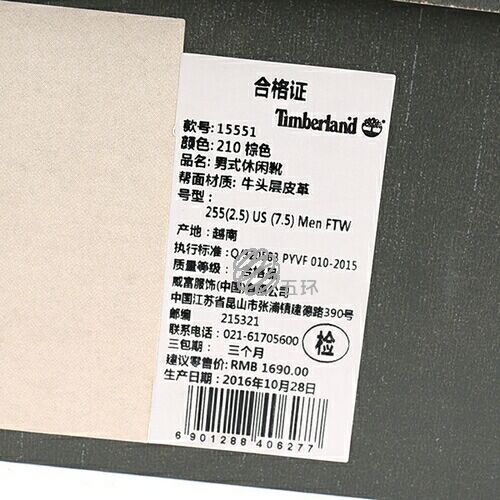 合格证
Timberland
款号: 15551
颜色: 210 棕色
品名: 男式休闲靴
帮面材质: 牛头层皮革
号型:
255(2.5) US (7.5) Men FTW
产地: 越南
执行标准: PYVF 010-2015
质量等级:
威富服饰(中国)有限公司
中国江苏省昆山市张浦镇建德路390号
邮编 215321
联系电话: 021-61705600
三包期: 三个月
建议零售价: RMB 1690.00
生产日期: 2016年10月28日
检
6 901288 406277
五环